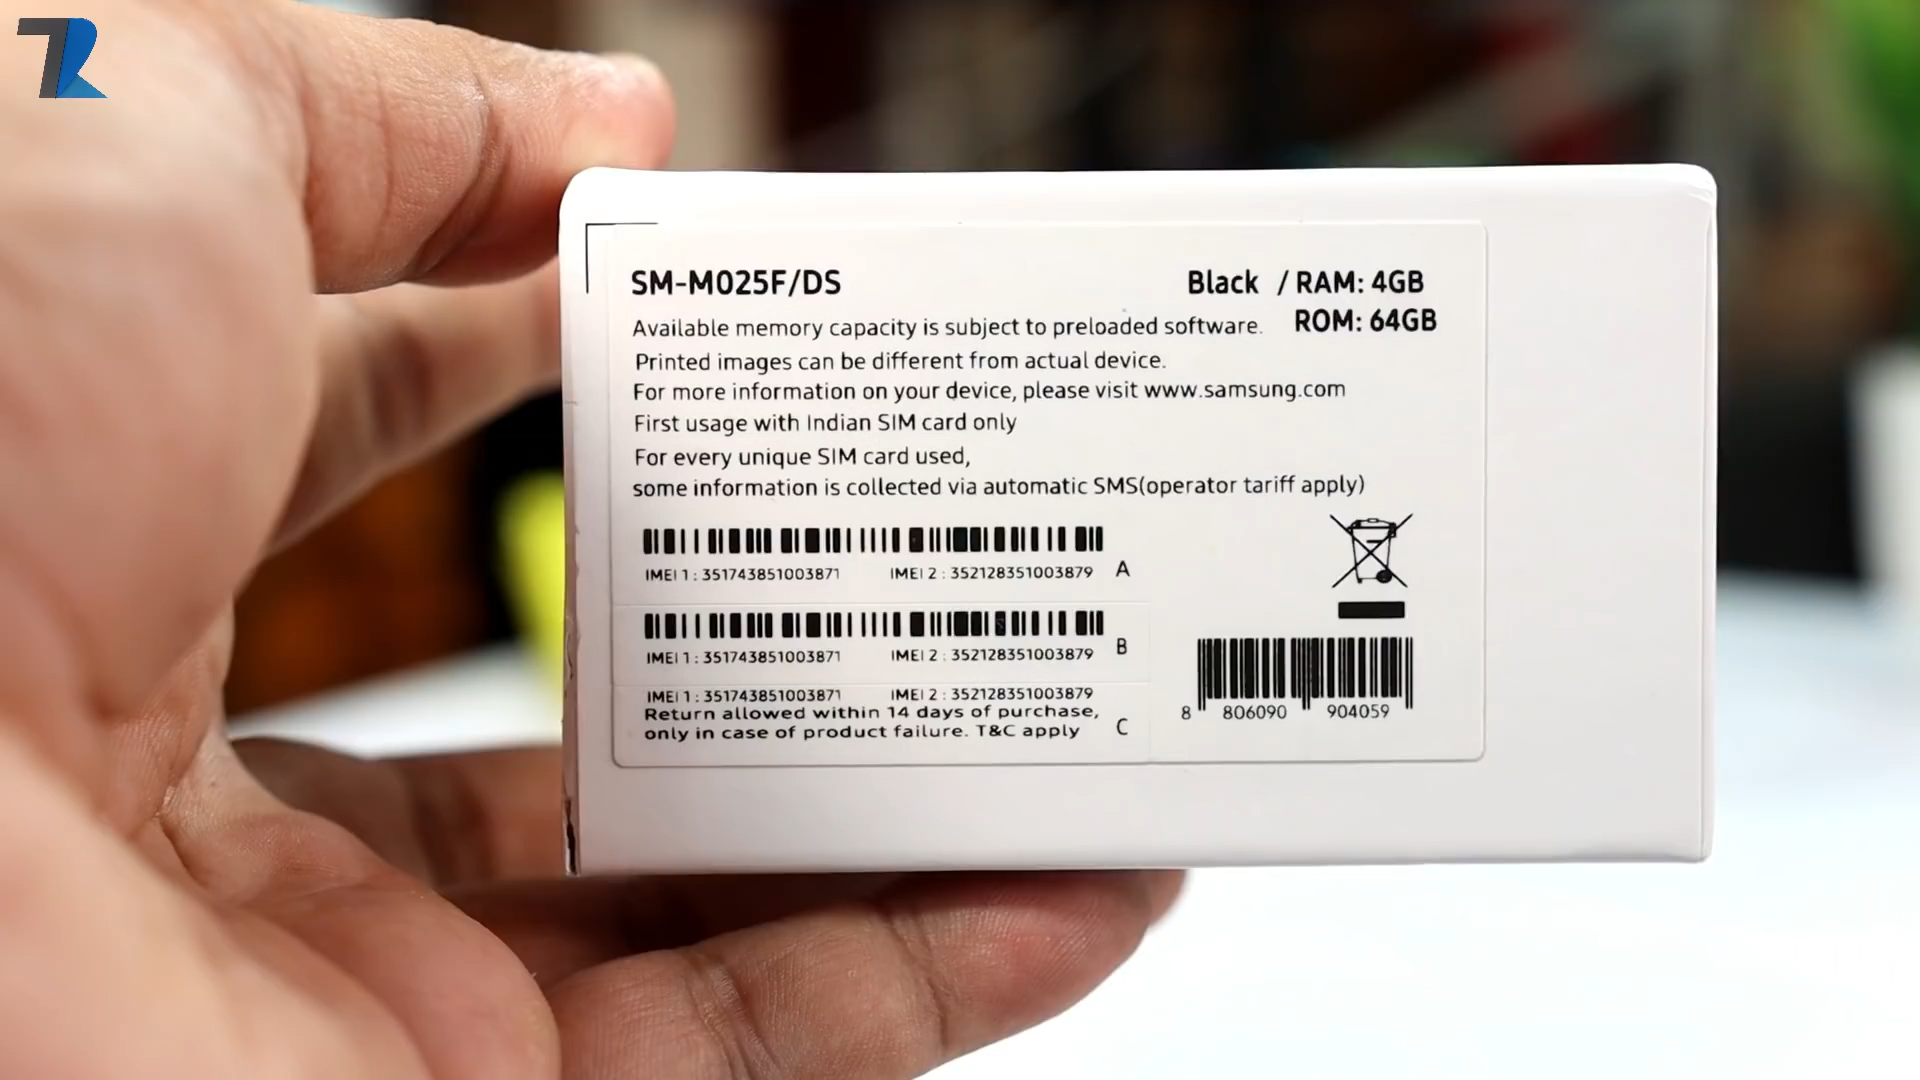 SM-M025F/DS
Black / RAM: 4GB
ROM: 64GB
Available memory capacity is subject to preloaded software.
Printed images can be different from actual device.
For more information on your device, please visit www.samsung.com
First usage with Indian SIM card only
For every unique SIM card used,
some information is collected via automatic SMS(operator tariff apply)
IMEI 1 : 351743851003871 IMEI 2 : 352128351003879 A
IMEI 1 : 351743851003871 IMEI 2 : 352128351003879 B
IMEI 1 : 351743851003871 IMEI 2 : 352128351003879
Return allowed within 14 days of purchase,
only in case of product failure. T&C apply C
8 806090 904059